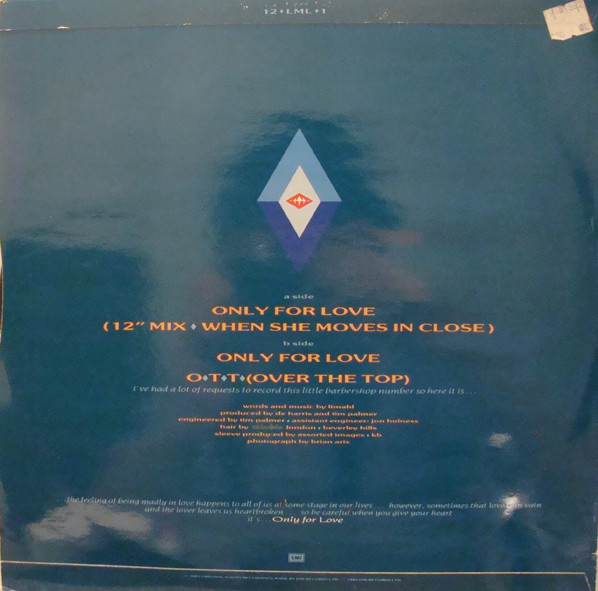 12♦LML♦1
a side
ONLY FOR LOVE
(12" MIX ♦ WHEN SHE MOVES IN CLOSE)
b side
ONLY FOR LOVE
O♦T♦T♦(OVER THE TOP)
i've had a lot of requests to record this little barbershop number so here it is...
words and music by limahl
produced by de harris and tim palmer
engineered by tim palmer • assistant engineer: jon
hair by london • beverley hills
sleeve produced by assorted images • kb
photograph by brian aris
the feeling of being madly in love happens to all of us at some stage in our lives ... however, sometimes that love in vain
and the lover leaves us heartbroken ... so be careful when you give your heart
it's ... Only for Love
EMI